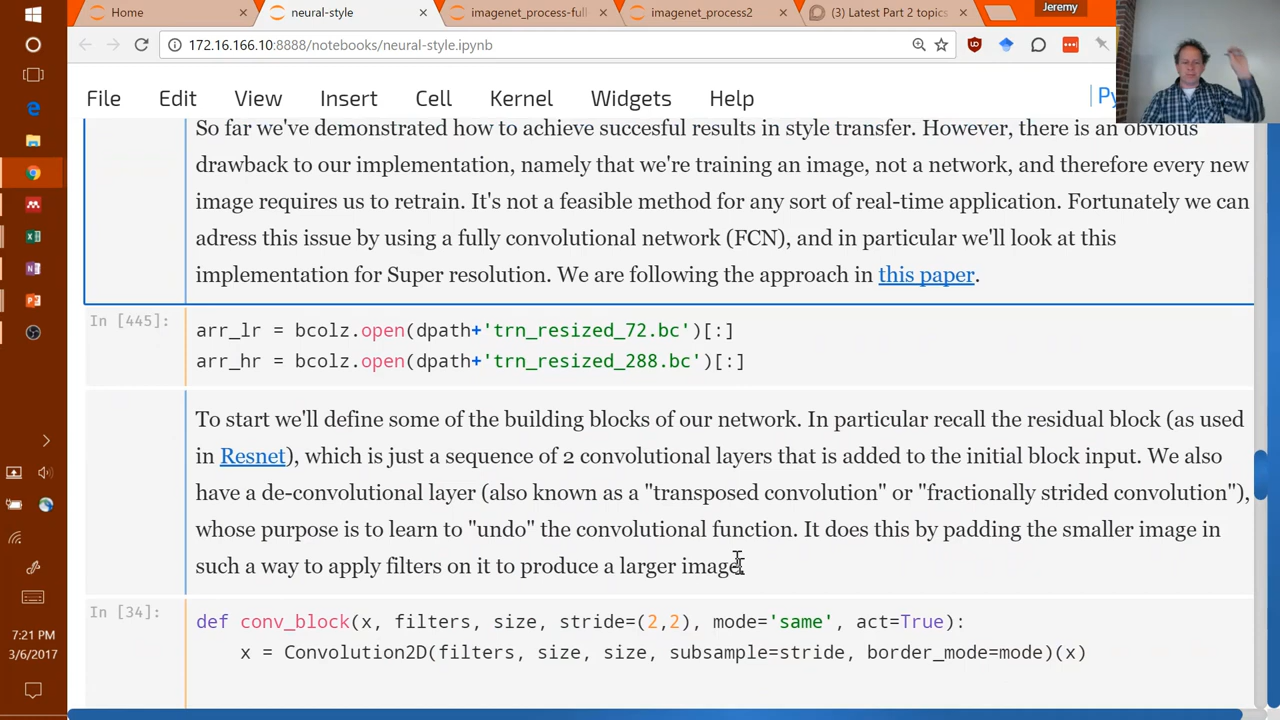 Home
neural-style
imagenet_process-full
imagenet_process2
(3) Latest Part 2 topics
Jeremy
172.16.166.10:8888/notebooks/neural-style.ipynb
File Edit View Insert Cell Kernel Widgets Help
So far we've demonstrated how to achieve succesful results in style transfer. However, there is an obvious
drawback to our implementation, namely that we're training an image, not a network, and therefore every new
image requires us to retrain. It's not a feasible method for any sort of real-time application. Fortunately we can
adress this issue by using a fully convolutional network (FCN), and in particular we'll look at this
implementation for Super resolution. We are following the approach in this paper.
In [445]:
arr_lr = bcolz.open(dpath+'trn_resized_72.bc')[:]
arr_hr = bcolz.open(dpath+'trn_resized_288.bc')[:]
To start we'll define some of the building blocks of our network. In particular recall the residual block (as used
in Resnet), which is just a sequence of 2 convolutional layers that is added to the initial block input. We also
have a de-convolutional layer (also known as a "transposed convolution" or "fractionally strided convolution"),
whose purpose is to learn to "undo" the convolutional function. It does this by padding the smaller image in
such a way to apply filters on it to produce a larger image.
In [34]:
def conv_block(x, filters, size, stride=(2,2), mode='same', act=True):
x = Convolution2D(filters, size, size, subsample=stride, border_mode=mode)(x)
7:21 PM
3/6/2017